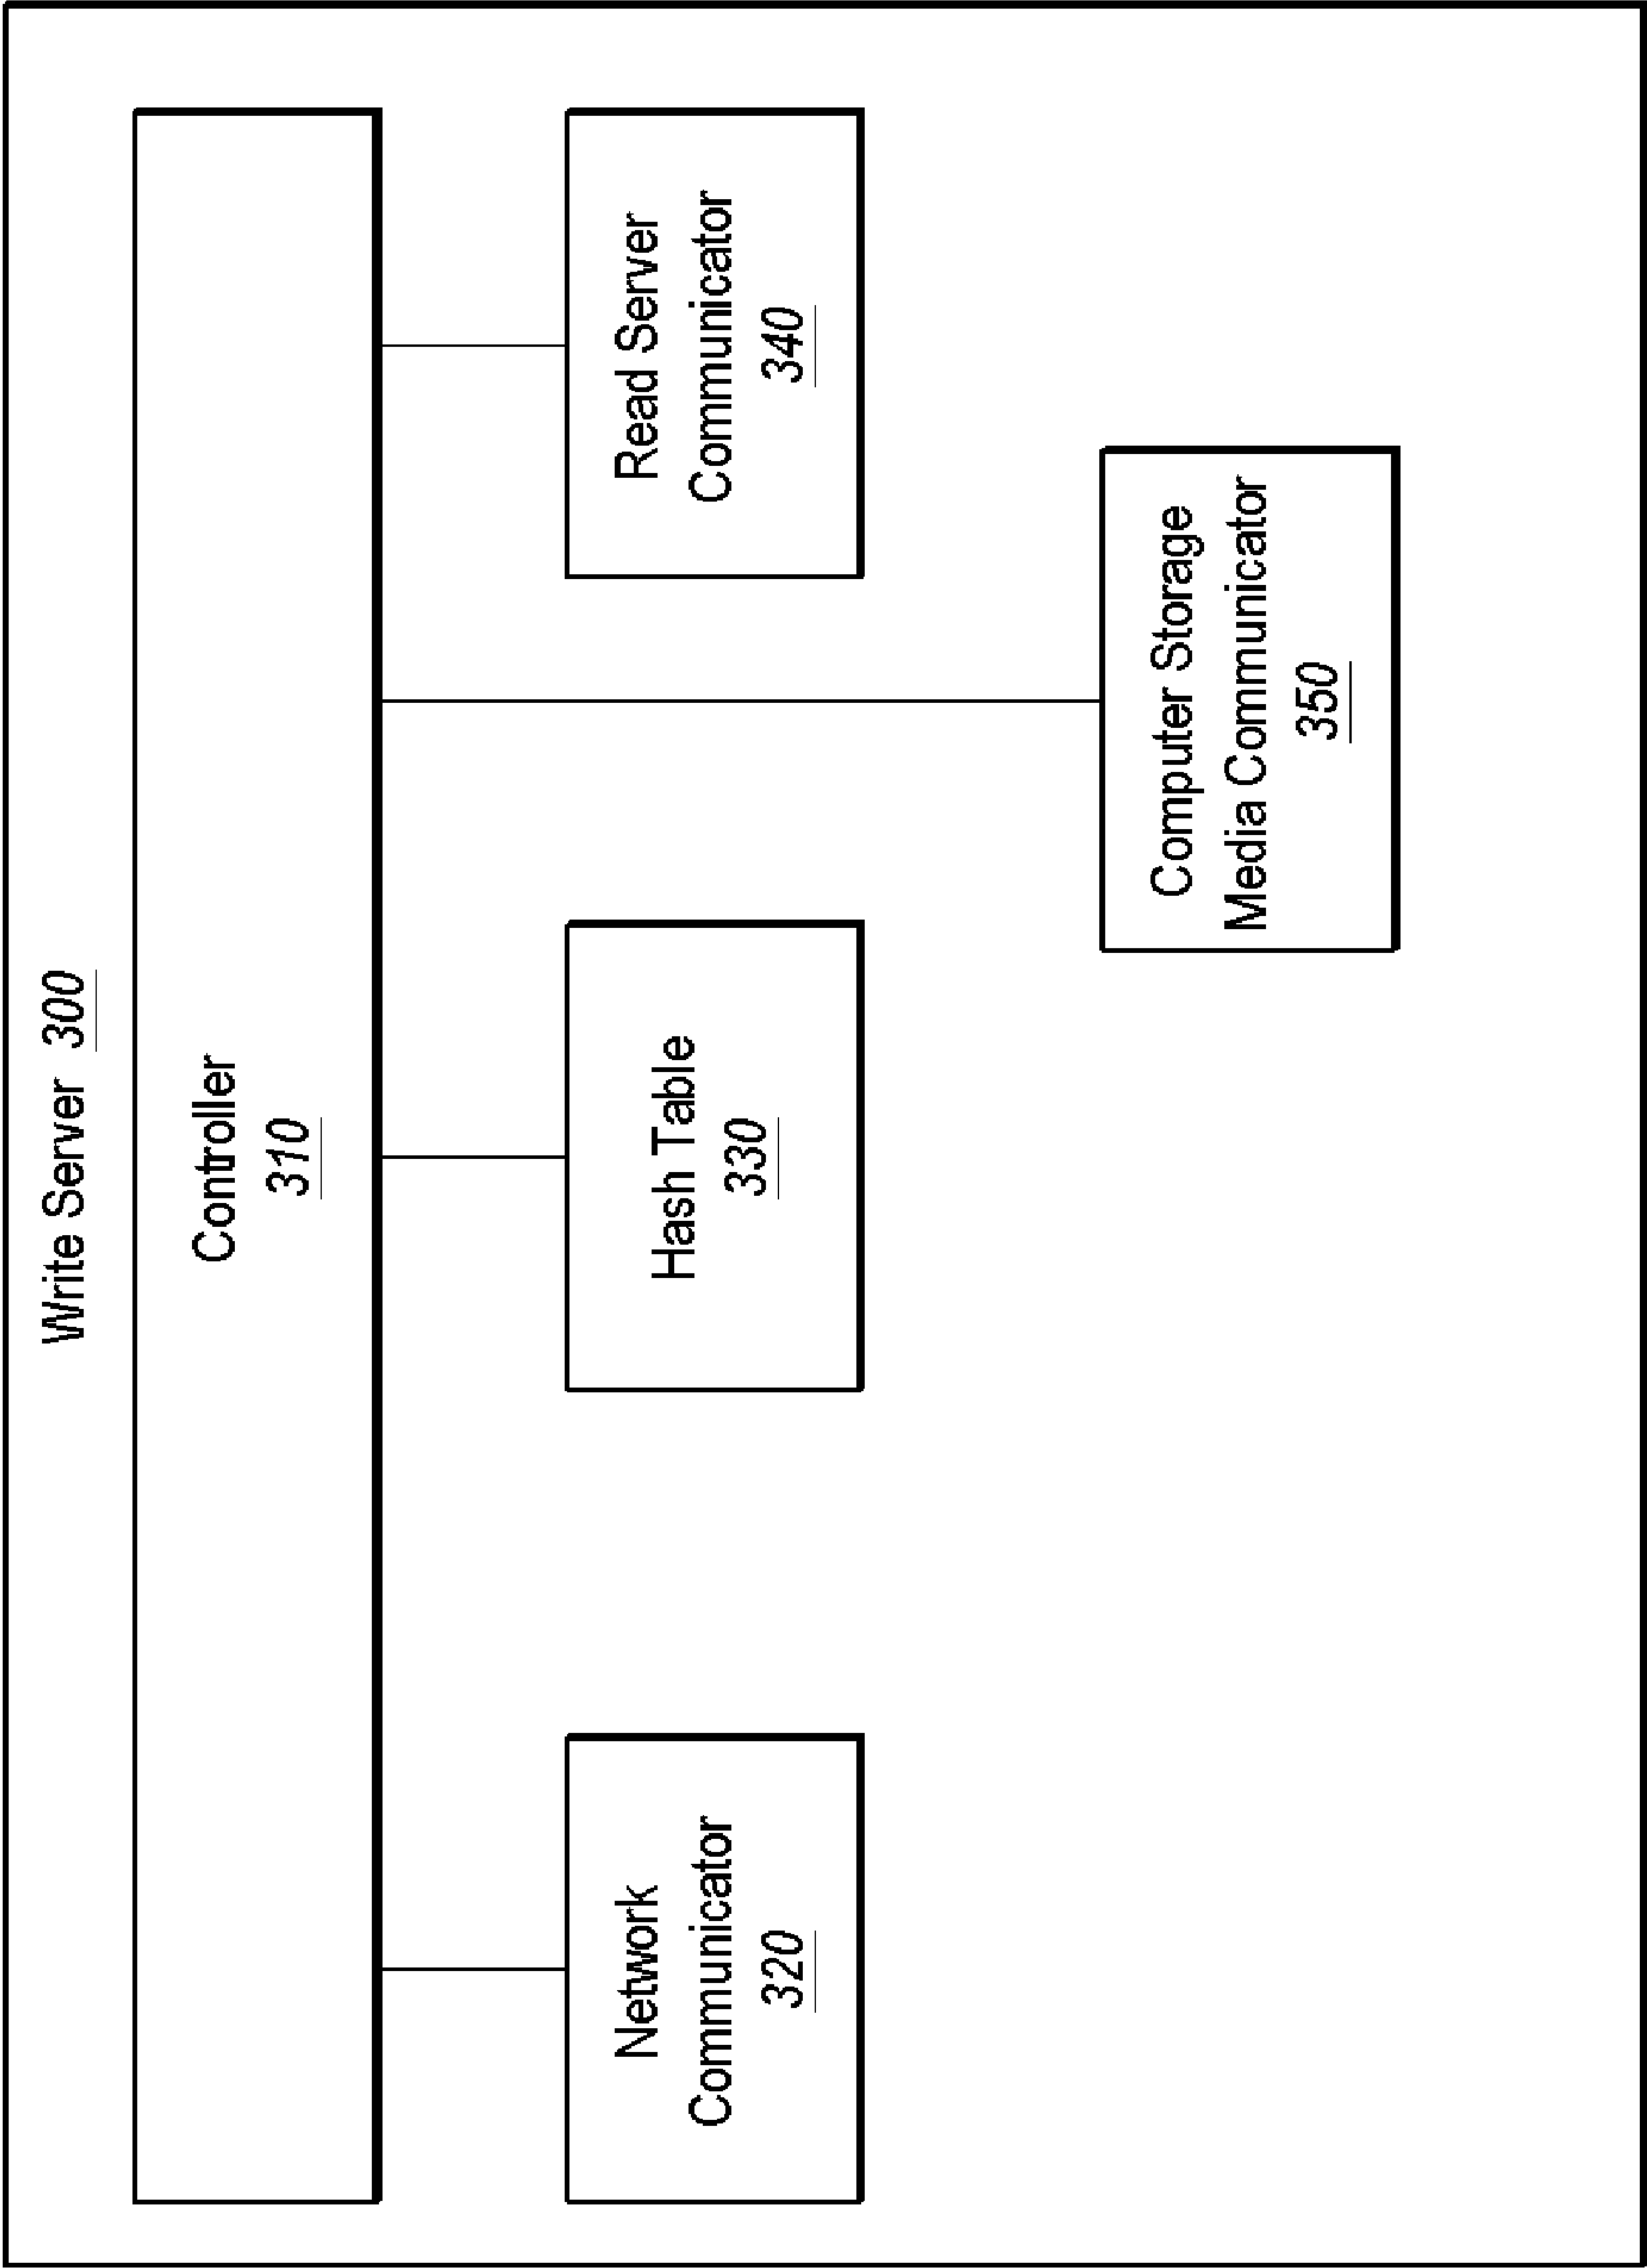 Write Server 300
Controller
310
Network
Communicator
320
Hash Table
330
Read Server
Communicator
340
Computer Storage
Media Communicator
350